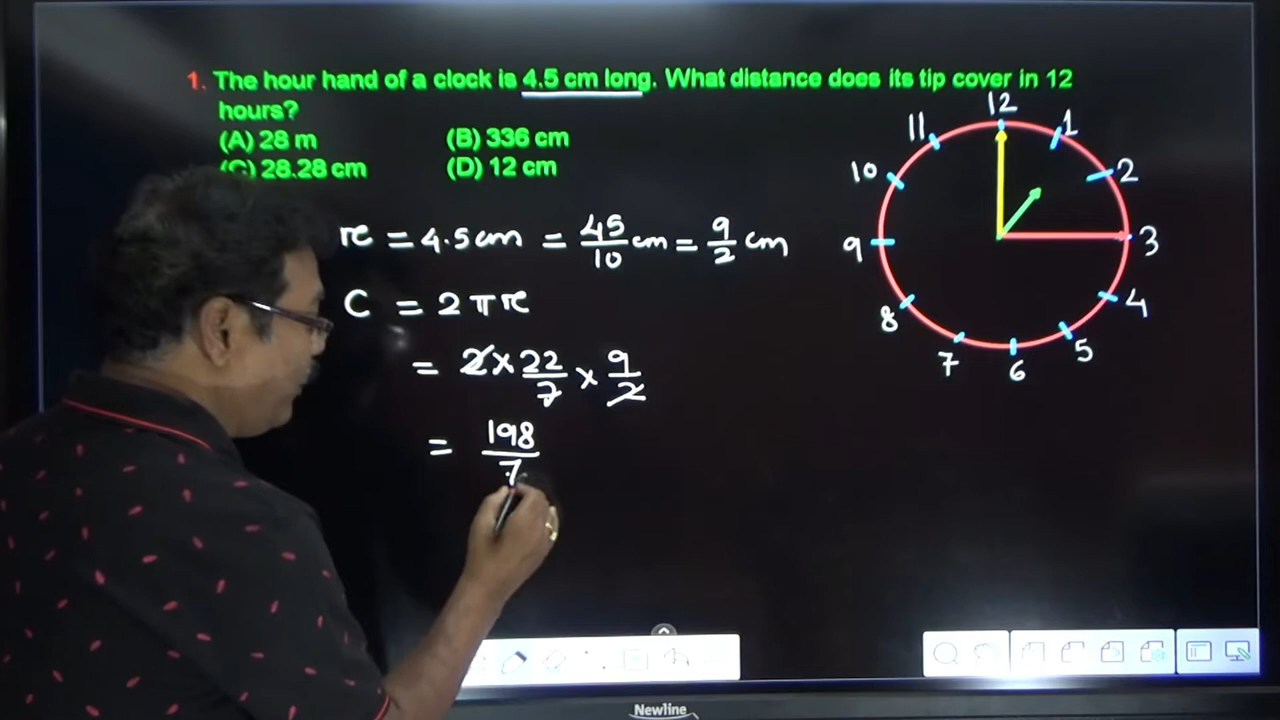 1. The hour hand of a clock is 4.5 cm long. What distance does its tip cover in 12
hours?
(A) 28 m (B) 336 cm
(C) 28.28 cm (D) 12 cm
r = 4.5 cm = 45/10 cm = 9/2 cm
C = 2 π r
= 2 × 22/7 × 9/2
= 198/7
12
1
2
3
4
5
6
7
8
9
10
11
Newline